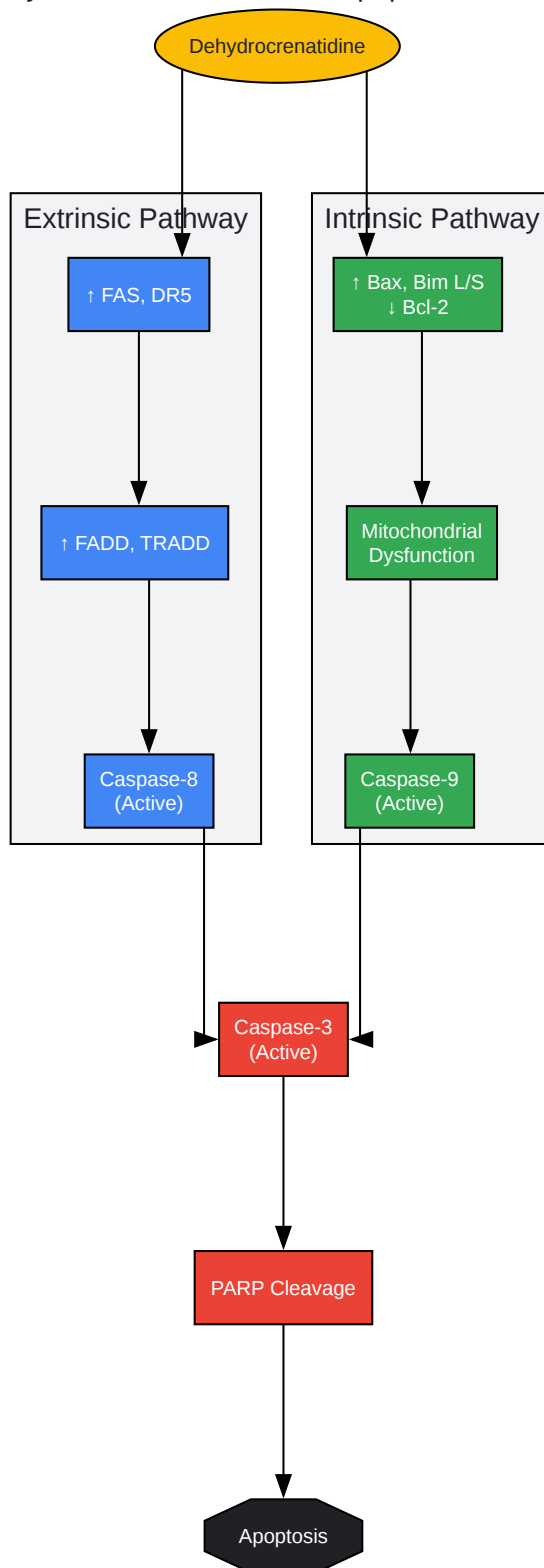 Dehydrocrenatidine
Extrinsic Pathway
↑ FAS, DR5
↑ FADD, TRADD
Caspase-8
(Active)
Intrinsic Pathway
↑ Bax, Bim L/S
↓ Bcl-2
Mitochondrial
Dysfunction
Caspase-9
(Active)
Caspase-3
(Active)
PARP Cleavage
Apoptosis